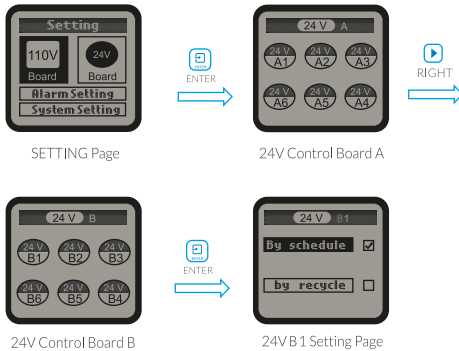 Setting
110V
Board
24V
Board
Alarm Setting
System Setting
SETTING Page
ENTER
ENTER
24 V A
24 V A1
24 V A2
24 V A3
24 V A6
24 V A5
24 V A4
24V Control Board A
RIGHT
24 V B
24 V B1
24 V B2
24 V B3
24 V B6
24 V B5
24 V B4
24V Control Board B
ENTER
ENTER
24 V B1
By schedule
by recycle
24V B 1 Setting Page